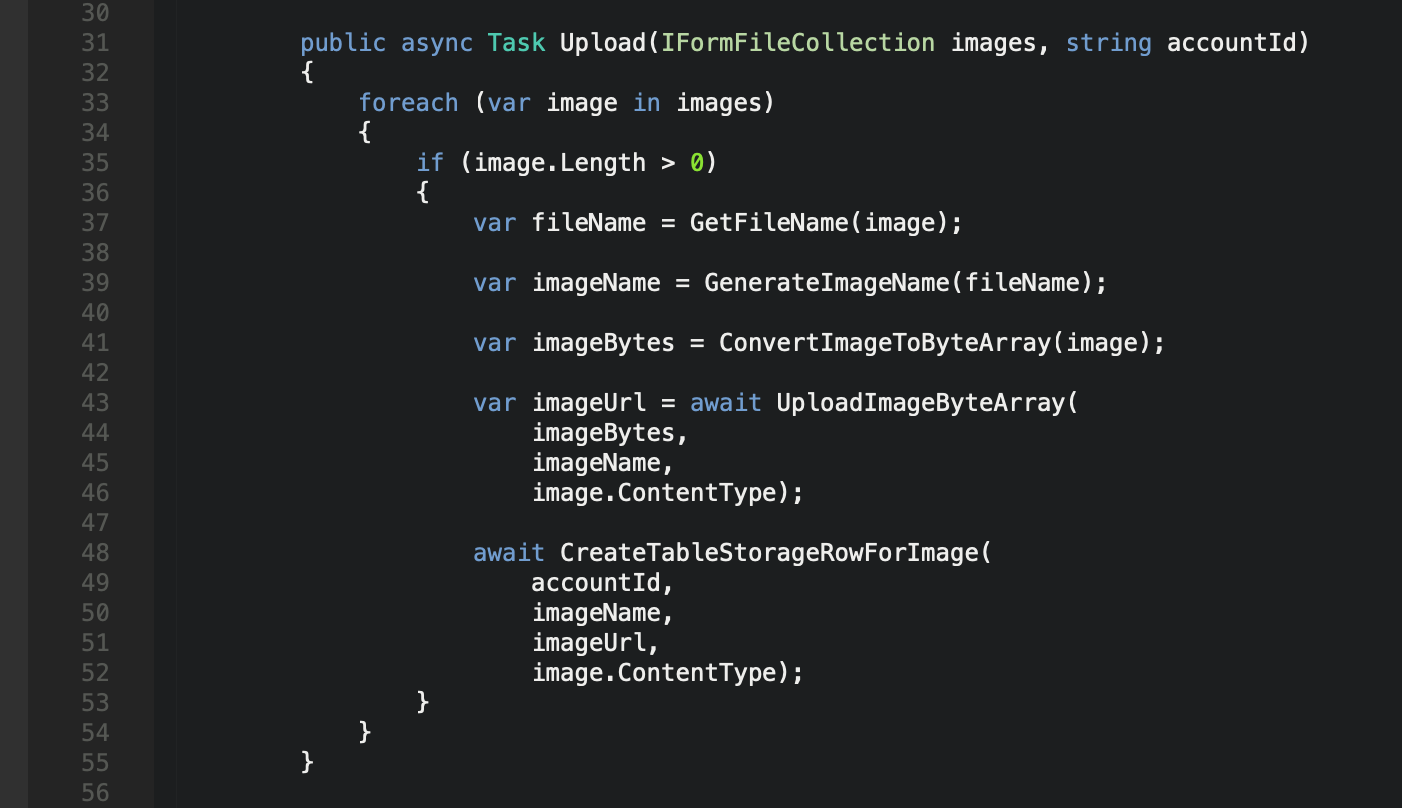 30
31 public async Task Upload(IFormFileCollection images, string accountId)
32 {
33 foreach (var image in images)
34 {
35 if (image.Length > 0)
36 {
37 var fileName = GetFileName(image);
38
39 var imageName = GenerateImageName(fileName);
40
41 var imageBytes = ConvertImageToByteArray(image);
42
43 var imageUrl = await UploadImageByteArray(
44 imageBytes,
45 imageName,
46 image.ContentType);
47
48 await CreateTableStorageRowForImage(
49 accountId,
50 imageName,
51 imageUrl,
52 image.ContentType);
53 }
54 }
55 }
56